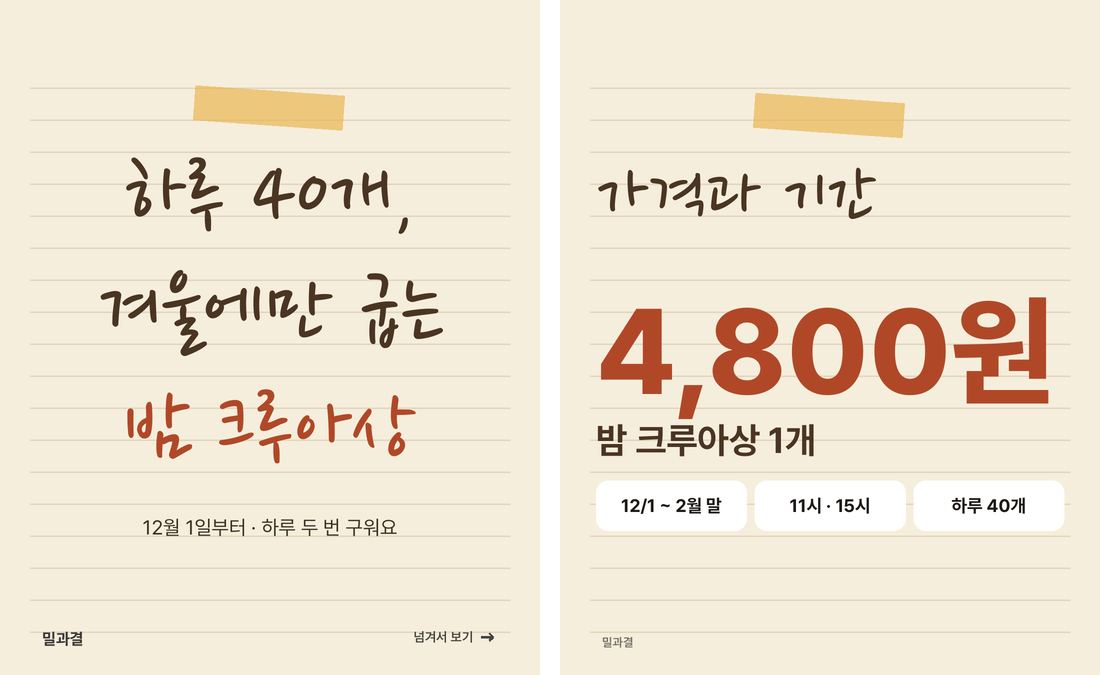 하루 40개,
겨울에만 굽는
밤 크루아상
12월 1일부터 · 하루 두 번 구워요
밀과결
넘겨서 보기 →
가격과 기간
4,800원
밤 크루아상 1개
12/1 ~ 2월 말
11시 · 15시
하루 40개
밀과결